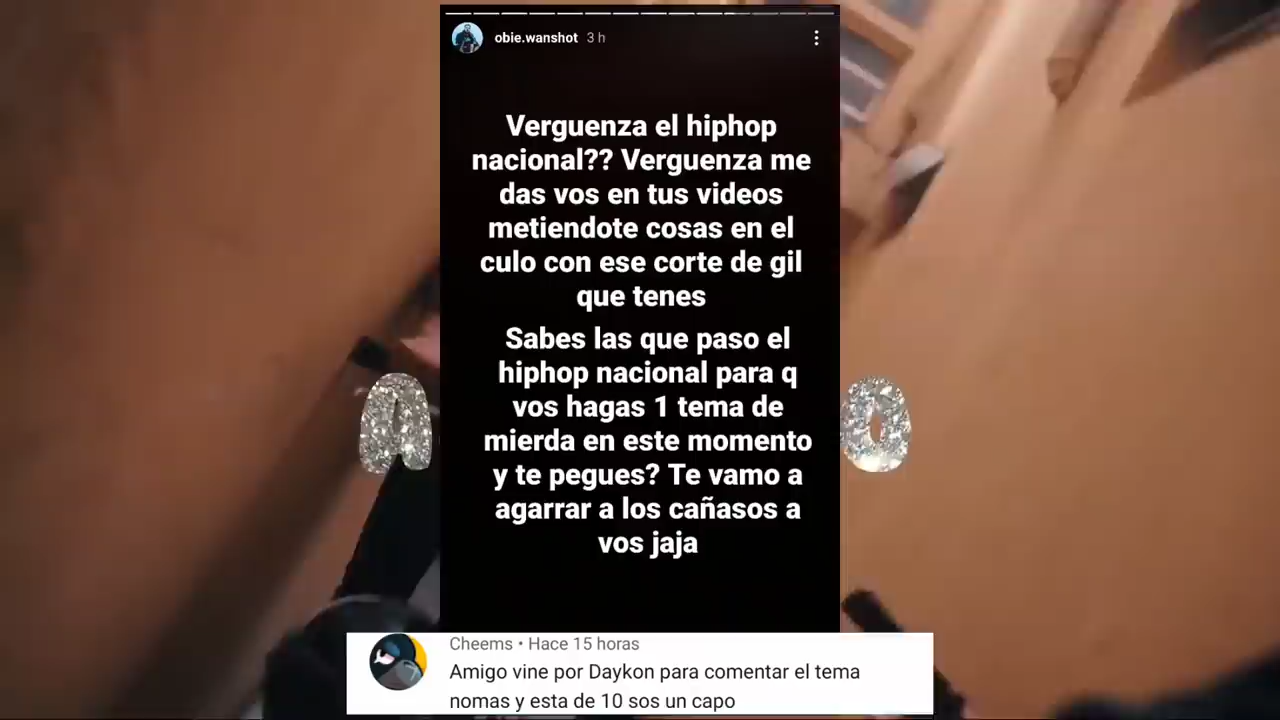 obie.wanshot 3 h
Verguenza el hiphop
nacional?? Verguenza me
das vos en tus videos
metiendote cosas en el
culo con ese corte de gil
que tenes
Sabes las que paso el
hiphop nacional para q
vos hagas 1 tema de
mierda en este momento
y te pegues? Te vamo a
agarrar a los cañasos a
vos jaja
a
o
Cheems • Hace 15 horas
Amigo vine por Daykon para comentar el tema
nomas y esta de 10 sos un capo